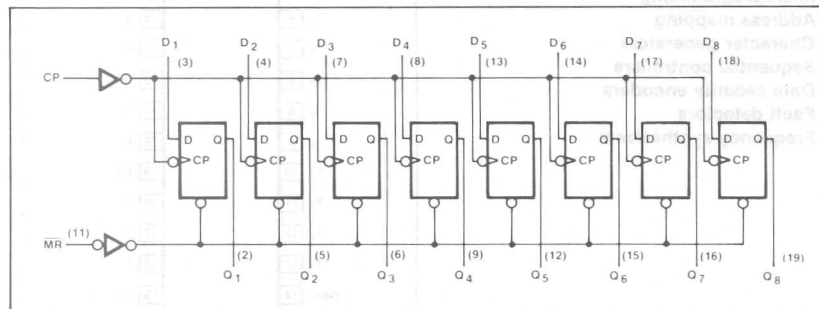 Address mapping
Character generators
Sequential controllers
Data security encoders
Fault detectors
D1 D2 D3 D4 D5 D6 D7 D8
(3) (4) (7) (8) (13) (14) (17) (18)
CP
D Q D Q D Q D Q D Q D Q D Q D Q
CP CP CP CP CP CP CP CP
MR (11)
(2) (5) (6) (9) (12) (15) (16) (19)
Q1 Q2 Q3 Q4 Q5 Q6 Q7 Q8